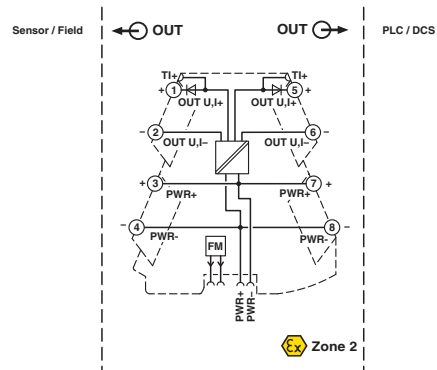 Sensor / Field
OUT
OUT
PLC / DCS
TI+
TI+
+ 1
5 +
OUT U,I+
OUT U,I+
– 2
6 –
OUT U,I–
OUT U,I–
+ 3
7 +
PWR+
PWR+
– 4
8 –
PWR-
PWR-
FM
PWR+
PWR–
Ex Zone 2